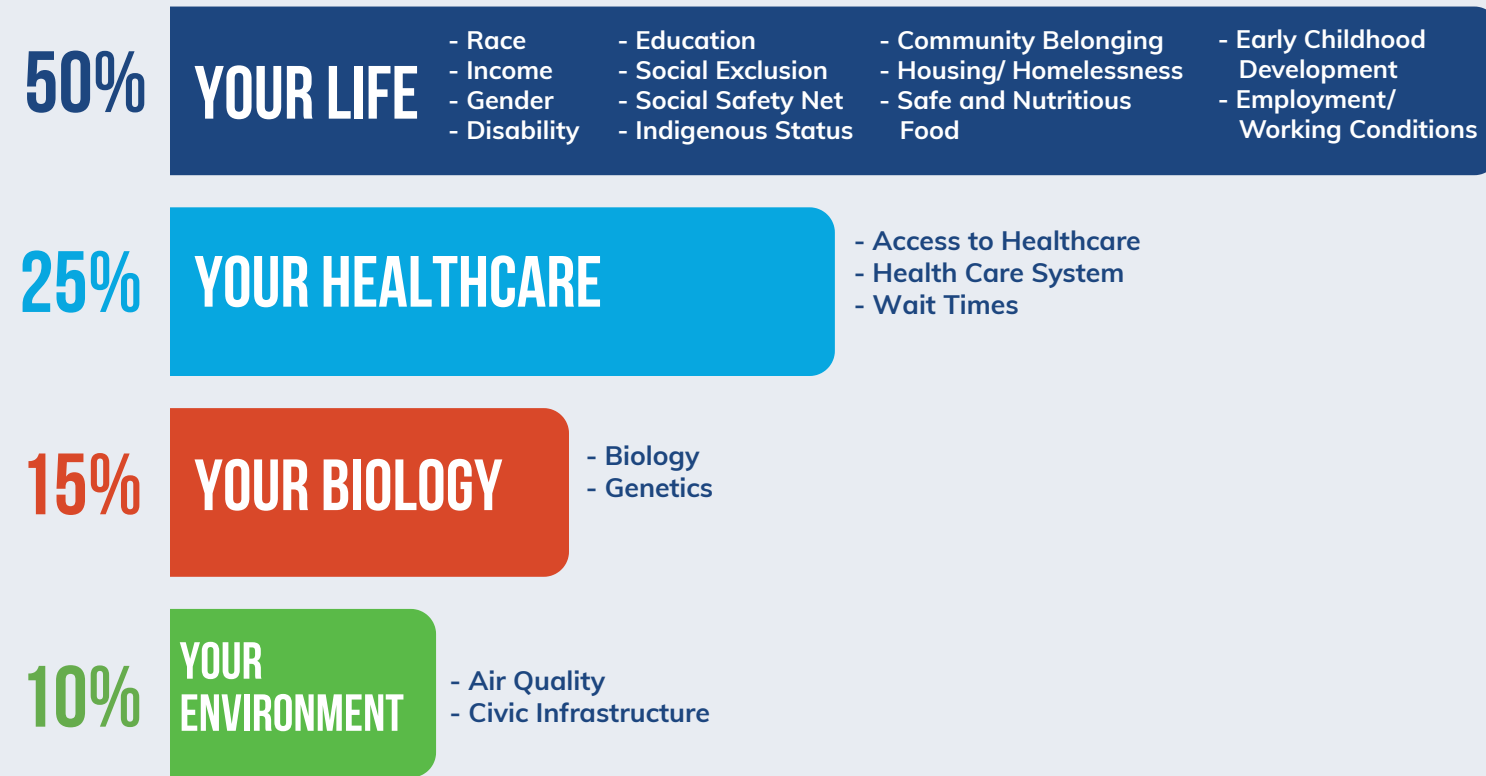 50%
YOUR LIFE
- Race
- Income
- Gender
- Disability
- Education
- Social Exclusion
- Social Safety Net
- Indigenous Status
- Community Belonging
- Housing/ Homelessness
- Safe and Nutritious
Food
- Early Childhood
Development
- Employment/
Working Conditions
25%
YOUR HEALTHCARE
- Access to Healthcare
- Health Care System
- Wait Times
15%
YOUR BIOLOGY
- Biology
- Genetics
10%
YOUR
ENVIRONMENT
- Air Quality
- Civic Infrastructure